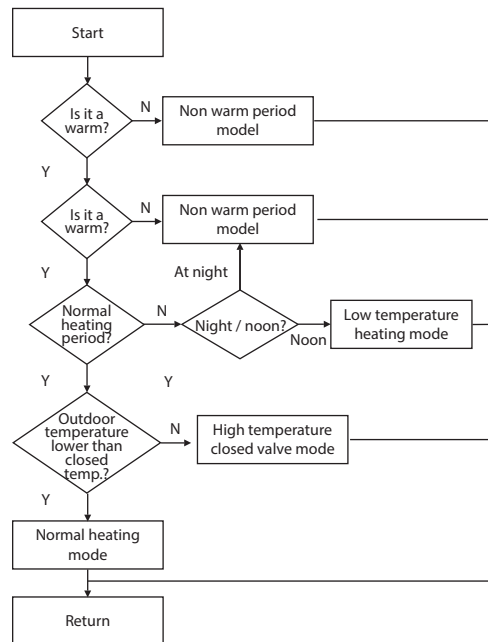 Start
Is it a
warm?
N
Non warm period
model
Y
Is it a
warm?
N
Non warm period
model
Y
At night
Normal
heating
period?
N
Night / noon?
Noon
Low temperature
heating mode
Y
Y
Outdoor
temperature
lower than
closed
temp.?
N
High temperature
closed valve mode
Y
Normal heating
mode
Return